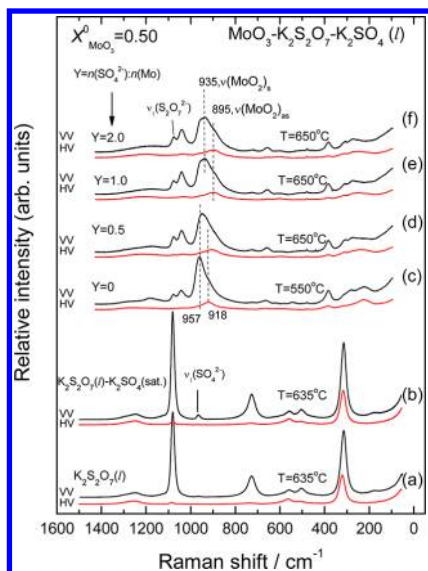 X⁰MoO₃=0.50 MoO₃-K₂S₂O₇-K₂SO₄ (l)
Y=n(SO₄²⁻):n(Mo)
935,ν(MoO₂)s
ν₁(S₂O₇²⁻) 895,ν(MoO₂)as
(f)
VV Y=2.0 T=650°C
HV
(e)
VV Y=1.0 T=650°C
HV
(d)
VV Y=0.5 T=650°C
HV
(c)
VV Y=0 T=550°C
HV
957 918
K₂S₂O₇(l)-K₂SO₄(sat.) ν₁(SO₄²⁻) (b)
VV T=635°C
HV
K₂S₂O₇(l) (a)
VV T=635°C
HV
1600 1400 1200 1000 800 600 400 200 0
Raman shift / cm⁻¹
Relative intensity (arb. units)